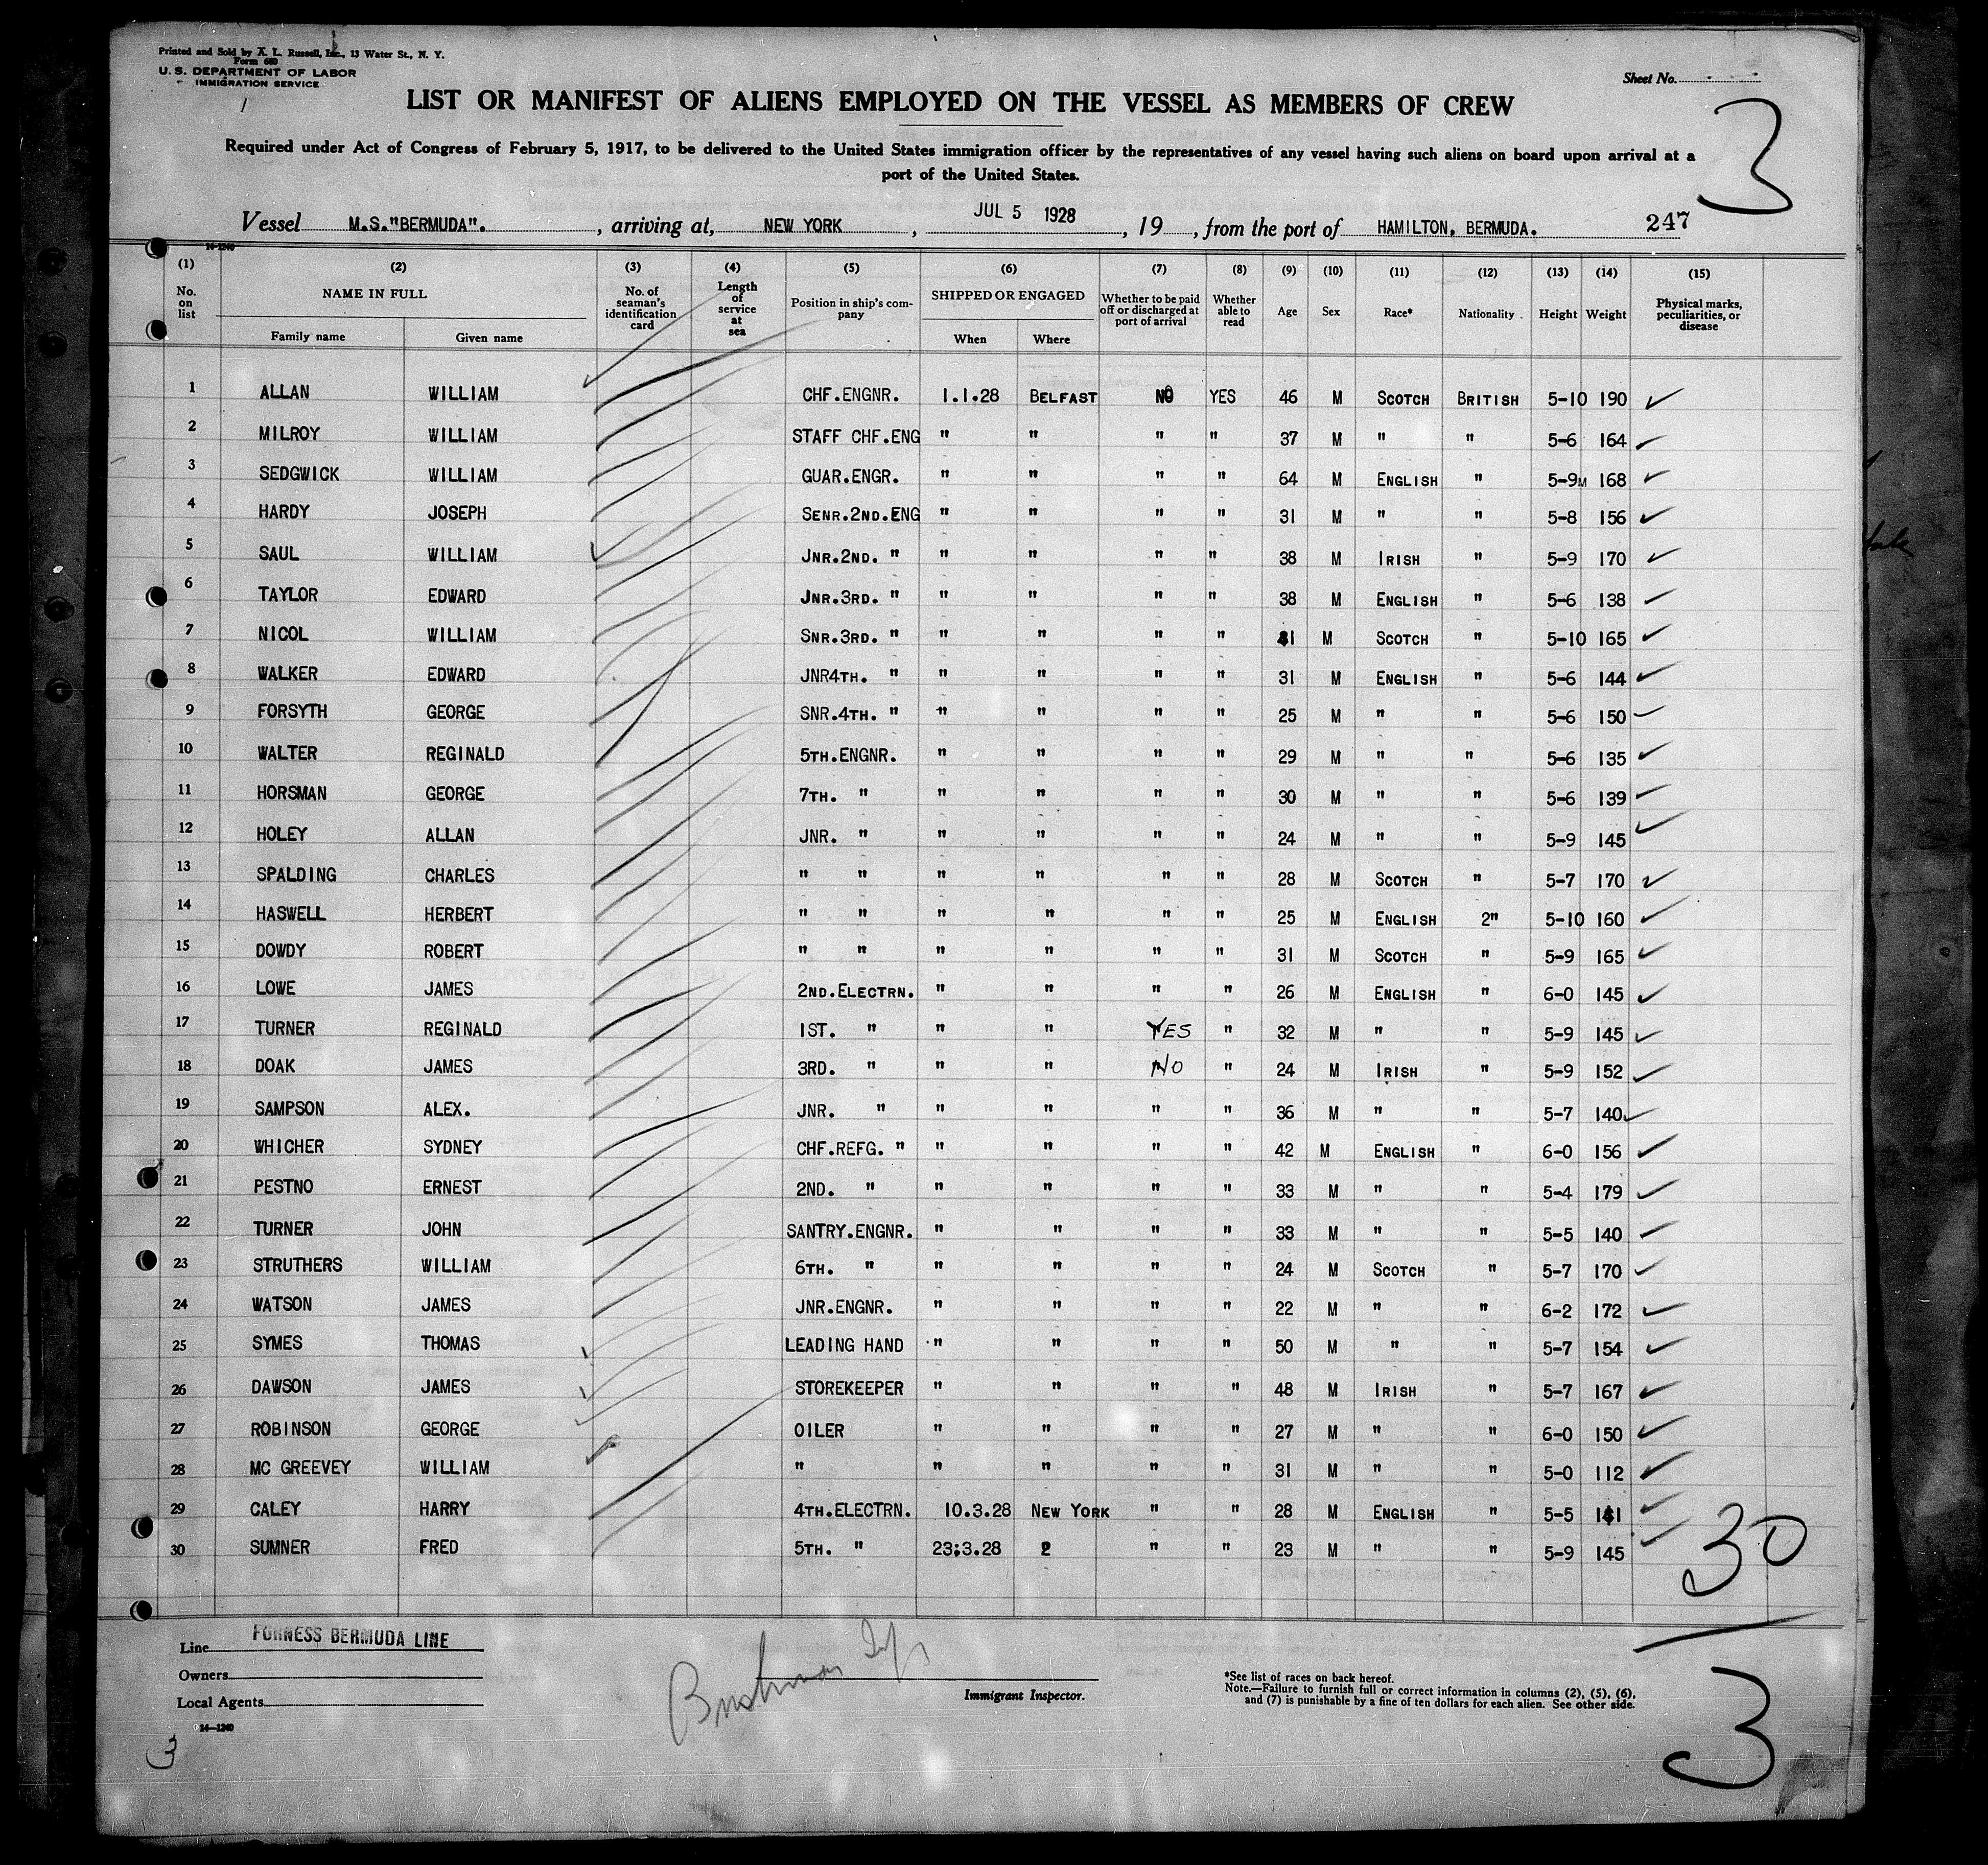 Printed and Sold by A. L. Russell, Inc., 13 Water St., N. Y.
Form 680
U. S. DEPARTMENT OF LABOR
IMMIGRATION SERVICE
Sheet No.
3
LIST OR MANIFEST OF ALIENS EMPLOYED ON THE VESSEL AS MEMBERS OF CREW
Required under Act of Congress of February 5, 1917, to be delivered to the United States immigration officer by the representatives of any vessel having such aliens on board upon arrival at a
port of the United States.
Vessel M.S."BERMUDA". , arriving at, NEW YORK , JUL 5 1928 , 19 , from the port of HAMILTON, BERMUDA. 247
14-1240
(1) (2) (3) (4) (5) (6) (7) (8) (9) (10) (11) (12) (13) (14) (15)
No. on list NAME IN FULL Family name Given name No. of seaman's identification card Length of service at sea Position in ship's company SHIPPED OR ENGAGED When Where Whether to be paid off or discharged at port of arrival Whether able to read Age Sex Race* Nationality Height Weight Physical marks, peculiarities, or disease
1 ALLAN WILLIAM CHF.ENGNR. 1.1.28 BELFAST NO YES 46 M SCOTCH BRITISH 5-10 190
2 MILROY WILLIAM STAFF CHF.ENG " " " " 37 M " " 5-6 164
3 SEDGWICK WILLIAM GUAR.ENGR. " " " " 64 M ENGLISH " 5-9M 168
4 HARDY JOSEPH SENR.2ND.ENG " " " " 31 M " " 5-8 156
5 SAUL WILLIAM JNR.2ND. " " " " " 38 M IRISH " 5-9 170
6 TAYLOR EDWARD JNR.3RD. " " " " " 38 M ENGLISH " 5-6 138
7 NICOL WILLIAM SNR.3RD. " " " " " M SCOTCH " 5-10 165
8 WALKER EDWARD JNR4TH. " " " " " 31 M ENGLISH " 5-6 144
9 FORSYTH GEORGE SNR.4TH. " " " " " 25 M " " 5-6 150
10 WALTER REGINALD 5TH.ENGNR. " " " " 29 M " " 5-6 135
11 HORSMAN GEORGE 7TH. " " " " " 30 M " " 5-6 139
12 HOLEY ALLAN JNR. " " " " " 24 M " " 5-9 145
13 SPALDING CHARLES " " " " " " 28 M SCOTCH " 5-7 170
14 HASWELL HERBERT " " " " " " 25 M ENGLISH 2" 5-10 160
15 DOWDY ROBERT " " " " " " 31 M SCOTCH " 5-9 165
16 LOWE JAMES 2ND.ELECTRN. " " " " 26 M ENGLISH " 6-0 145
17 TURNER REGINALD 1ST. " " " YES " 32 M " " 5-9 145
18 DOAK JAMES 3RD. " " " NO " 24 M IRISH " 5-9 152
19 SAMPSON ALEX. JNR. " " " " " 36 M " " 5-7 140
20 WHICHER SYDNEY CHF.REFG. " " " " " 42 M ENGLISH " 6-0 156
21 PESTNO ERNEST 2ND. " " " " " 33 M " " 5-4 179
22 TURNER JOHN SANTRY.ENGNR. " " " " 33 M " " 5-5 140
23 STRUTHERS WILLIAM 6TH. " " " " " 24 M SCOTCH " 5-7 170
24 WATSON JAMES JNR.ENGNR. " " " " 22 M " " 6-2 172
25 SYMES THOMAS LEADING HAND " " " " 50 M " " 5-7 154
26 DAWSON JAMES STOREKEEPER " " " " 48 M IRISH " 5-7 167
27 ROBINSON GEORGE OILER " " " " 27 M " " 6-0 150
28 MC GREEVEY WILLIAM " " " " " 31 M " " 5-0 112
29 CALEY HARRY 4TH.ELECTRN. 10.3.28 NEW YORK " " 28 M ENGLISH " 5-5
30 SUMNER FRED 5TH. " 23;3.28 2 " " 23 M " " 5-9 145
30
Line FURNESS BERMUDA LINE
Owners
Local Agents
14-1240
Immigrant Inspector.
*See list of races on back hereof.
Note.—Failure to furnish full or correct information in columns (2), (5), (6),
and (7) is punishable by a fine of ten dollars for each alien. See other side.
3
3